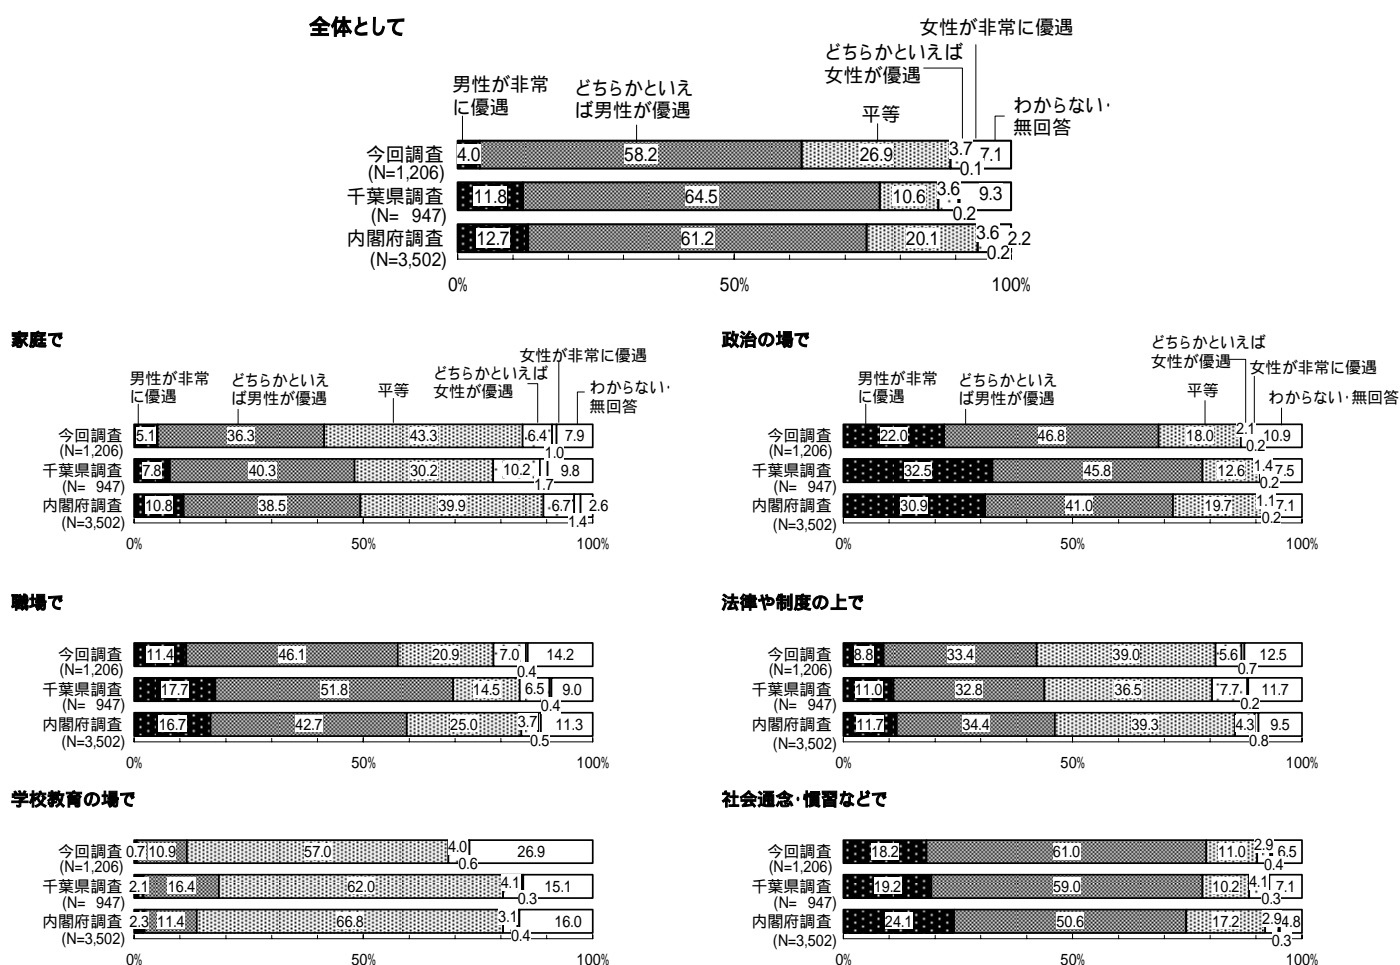 全体として
女性が非常に優遇
どちらかといえば
女性が優遇
男性が非常
に優遇
どちらかといえ
ば男性が優遇
平等
わからない・
無回答
今回調査 4.0 58.2 26.9 3.7 0.1 7.1
(N=1,206)
千葉県調査 11.8 64.5 10.6 3.6 0.2 9.3
(N= 947)
内閣府調査 12.7 61.2 20.1 3.6 0.2 2.2
(N=3,502)
0% 50% 100%
家庭で
女性が非常に優遇
どちらかといえば
女性が優遇
男性が非常
に優遇
どちらかといえ
ば男性が優遇
平等
わからない・
無回答
今回調査 5.1 36.3 43.3 6.4 1.0 7.9
(N=1,206)
千葉県調査 7.8 40.3 30.2 10.2 1.7 9.8
(N= 947)
内閣府調査 10.8 38.5 39.9 6.7 1.4 2.6
(N=3,502)
0% 50% 100%
政治の場で
どちらかといえば
女性が優遇
女性が非常に優遇
男性が非常
に優遇
どちらかといえ
ば男性が優遇
平等
わからない・無回答
今回調査 22.0 46.8 18.0 2.1 0.2 10.9
(N=1,206)
千葉県調査 32.5 45.8 12.6 1.4 0.2 7.5
(N= 947)
内閣府調査 30.9 41.0 19.7 1.1 0.2 7.1
(N=3,502)
0% 50% 100%
職場で
今回調査 11.4 46.1 20.9 7.0 0.4 14.2
(N=1,206)
千葉県調査 17.7 51.8 14.5 6.5 0.4 9.0
(N= 947)
内閣府調査 16.7 42.7 25.0 3.7 0.5 11.3
(N=3,502)
0% 50% 100%
法律や制度の上で
今回調査 8.8 33.4 39.0 5.6 0.7 12.5
(N=1,206)
千葉県調査 11.0 32.8 36.5 7.7 0.2 11.7
(N= 947)
内閣府調査 11.7 34.4 39.3 4.3 0.8 9.5
(N=3,502)
0% 50% 100%
学校教育の場で
今回調査 0.7 10.9 57.0 4.0 0.6 26.9
(N=1,206)
千葉県調査 2.1 16.4 62.0 4.1 0.3 15.1
(N= 947)
内閣府調査 2.3 11.4 66.8 3.1 0.4 16.0
(N=3,502)
0% 50% 100%
社会通念・慣習などで
今回調査 18.2 61.0 11.0 2.9 0.4 6.5
(N=1,206)
千葉県調査 19.2 59.0 10.2 4.1 0.3 7.1
(N= 947)
内閣府調査 24.1 50.6 17.2 2.9 0.3 4.8
(N=3,502)
0% 50% 100%